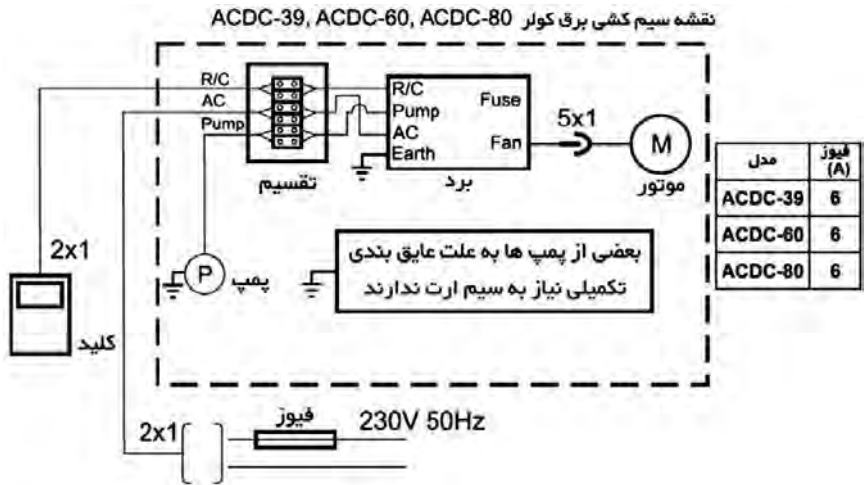 نقشه سیم کشی برق کولر ACDC-39, ACDC-60, ACDC-80
R/C
AC
Pump
تقسیم
R/C
Pump
AC
Earth
Fuse
Fan
برد
5x1
M
موتور
فیوز
(A)
مدل
6 ACDC-39
6 ACDC-60
6 ACDC-80
2x1
کلید
P
پمپ
بعضی از پمپ ها به علت عایق بندی
تکمیلی نیاز به سیم ارت ندارند
2x1
فیوز
230V 50Hz